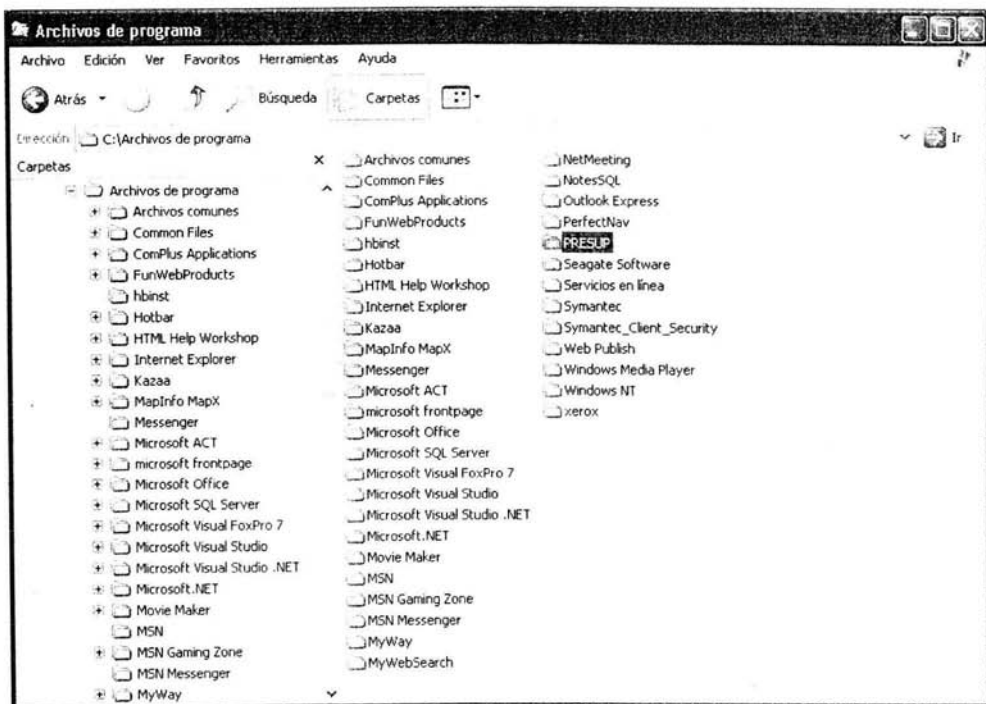 Archivos de programa
Archivo Edición Ver Favoritos Herramientas Ayuda
Atrás Búsqueda Carpetas
Dirección C:\Archivos de programa Ir
Carpetas
Archivos de programa
Archivos comunes
Common Files
ComPlus Applications
FunWebProducts
hbinst
Hotbar
HTML Help Workshop
Internet Explorer
Kazaa
MapInfo MapX
Messenger
Microsoft ACT
microsoft frontpage
Microsoft Office
Microsoft SQL Server
Microsoft Visual FoxPro 7
Microsoft Visual Studio
Microsoft Visual Studio .NET
Microsoft.NET
Movie Maker
MSN
MSN Gaming Zone
MSN Messenger
MyWay
Archivos comunes
Common Files
ComPlus Applications
FunWebProducts
hbinst
Hotbar
HTML Help Workshop
Internet Explorer
Kazaa
MapInfo MapX
Messenger
Microsoft ACT
microsoft frontpage
Microsoft Office
Microsoft SQL Server
Microsoft Visual FoxPro 7
Microsoft Visual Studio
Microsoft Visual Studio .NET
Microsoft.NET
Movie Maker
MSN
MSN Gaming Zone
MSN Messenger
MyWay
MyWebSearch
NetMeeting
NotesSQL
Outlook Express
PerfectNav
PRESUP
Seagate Software
Servicios en línea
Symantec
Symantec_Client_Security
Web Publish
Windows Media Player
Windows NT
xerox